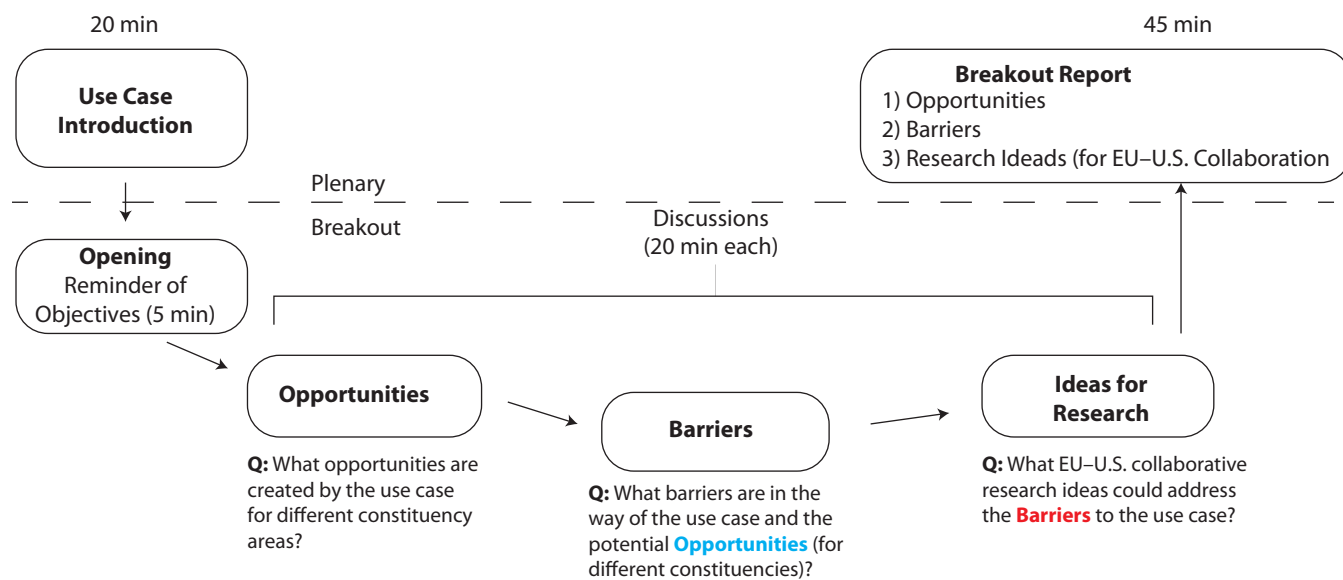 20 min
Use Case
Introduction
45 min
Breakout Report
1) Opportunities
2) Barriers
3) Research Ideads (for EU–U.S. Collaboration
Plenary
Breakout
Discussions
(20 min each)
Opening
Reminder of
Objectives (5 min)
Opportunities
Q: What opportunities are
created by the use case
for different constituency
areas?
Barriers
Q: What barriers are in the
way of the use case and the
potential Opportunities (for
different constituencies)?
Ideas for
Research
Q: What EU–U.S. collaborative
research ideas could address
the Barriers to the use case?